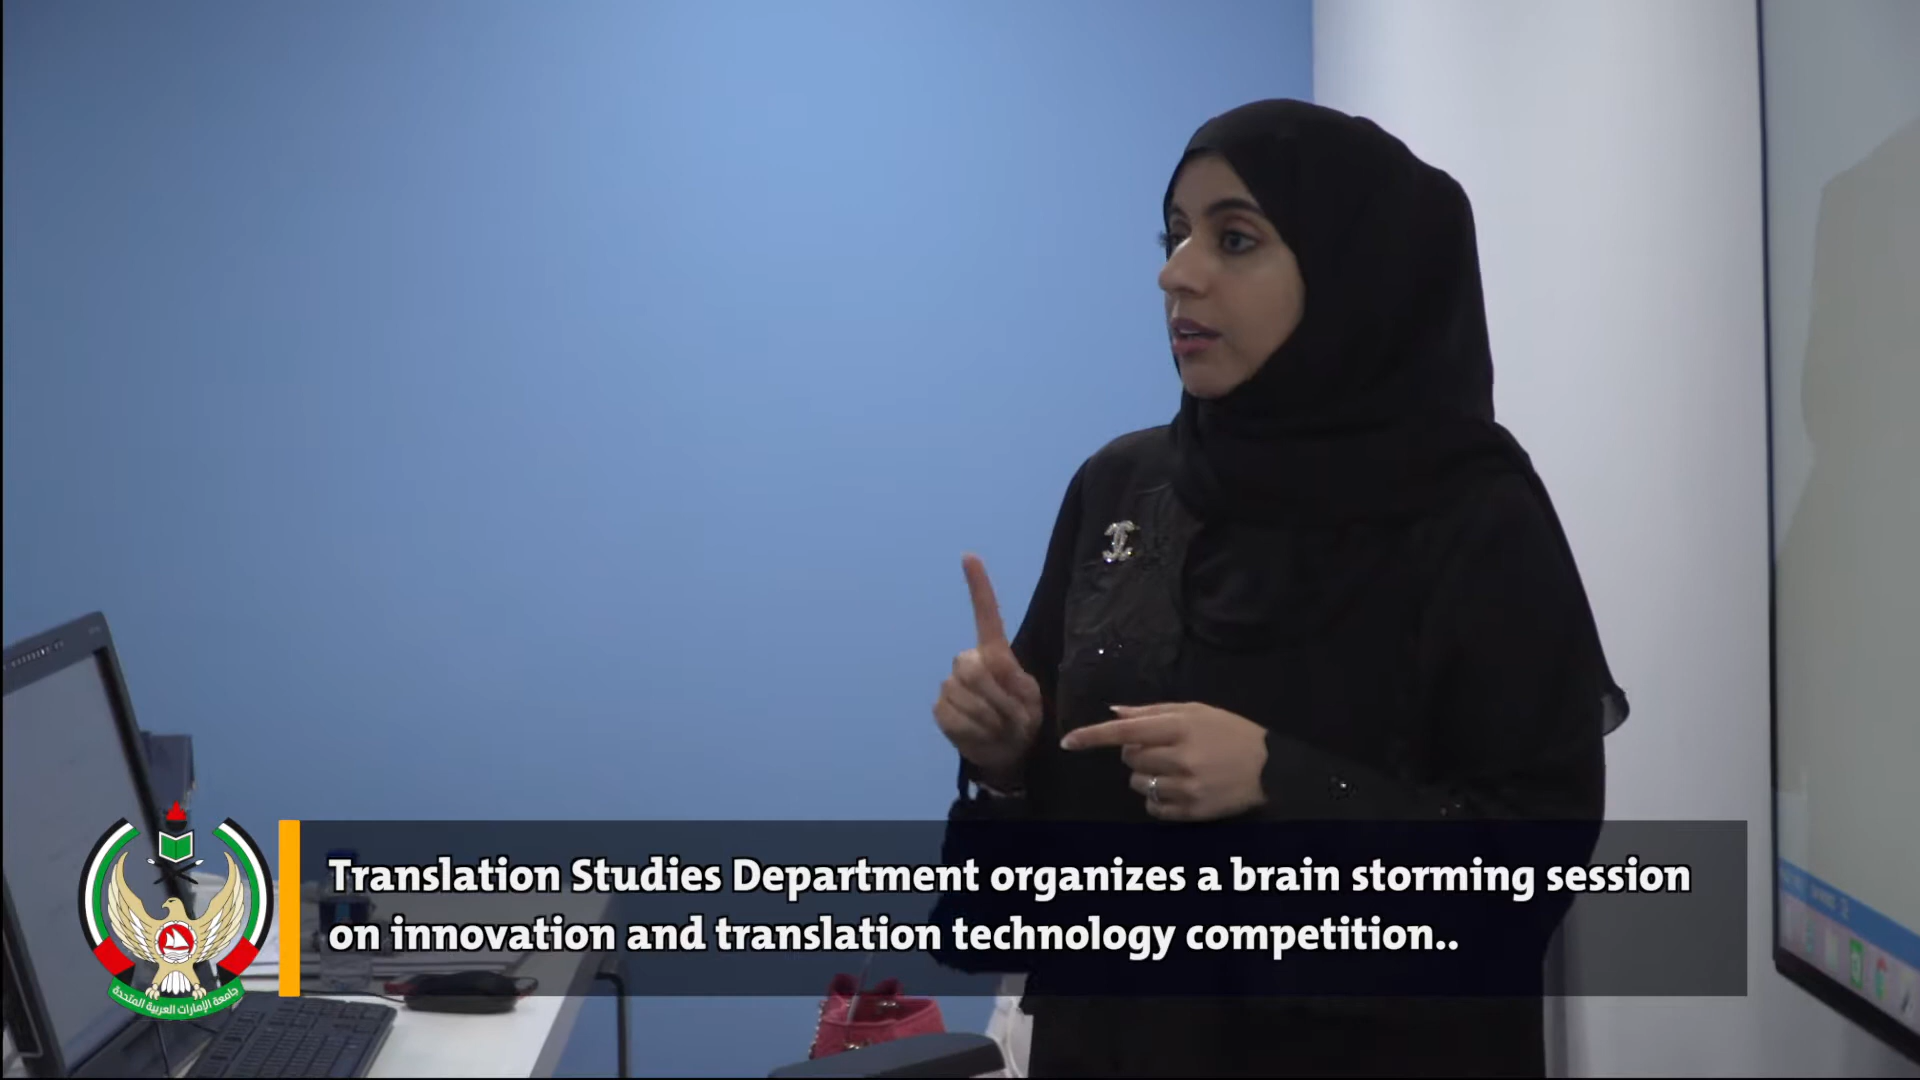 Translation Studies Department organizes a brain storming session
on innovation and translation technology competition..
جامعة الإمارات العربية المتحدة